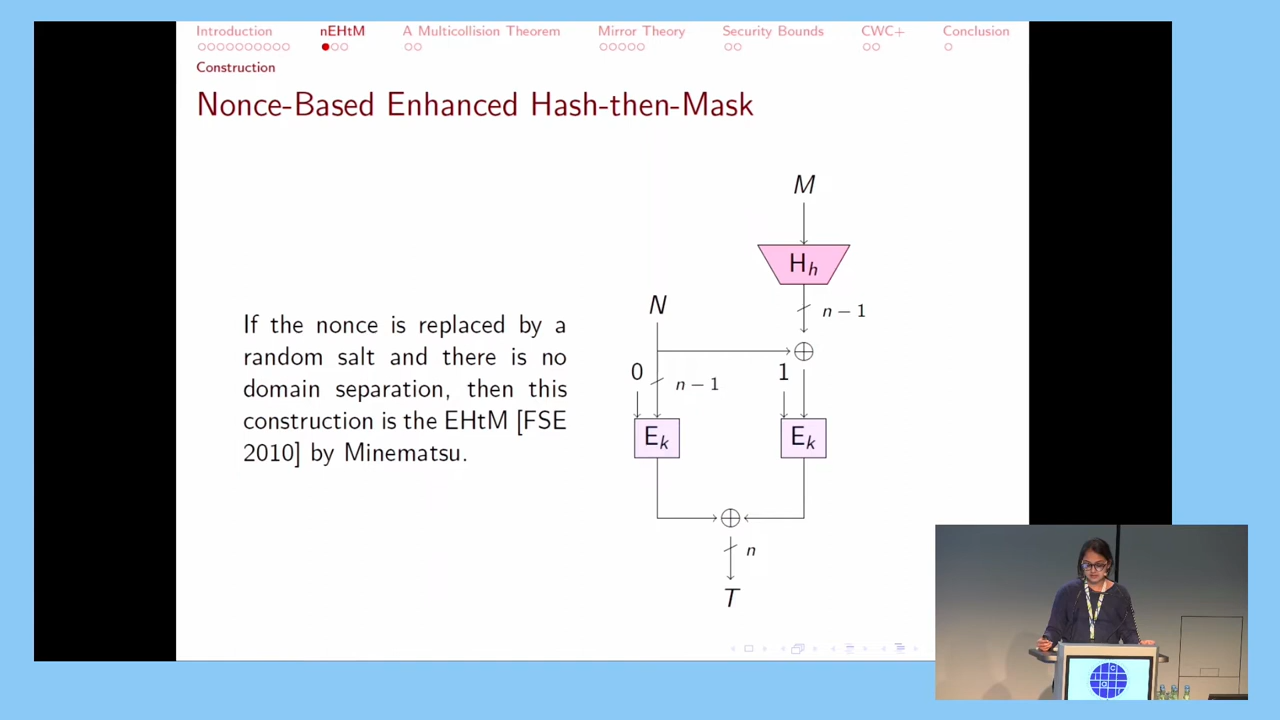 Introduction nEHtM A Multicollision Theorem Mirror Theory Security Bounds CWC+ Conclusion
Construction
Nonce-Based Enhanced Hash-then-Mask
M
H_h
n − 1
N
⊕
0 n − 1 1
E_k E_k
⊕
n
T
If the nonce is replaced by a
random salt and there is no
domain separation, then this
construction is the EHtM [FSE
2010] by Minematsu.